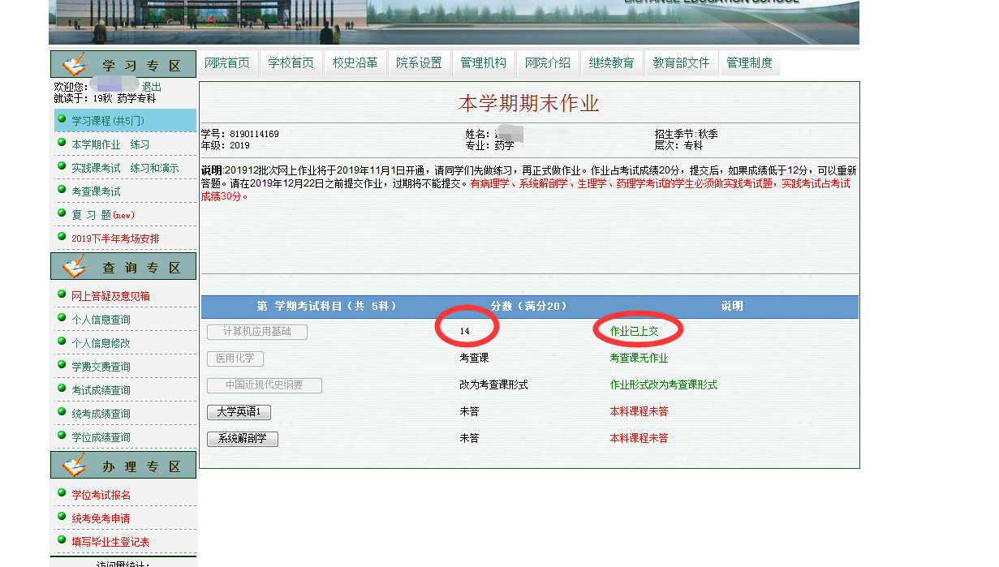 DISTANCE EDUCATION SCHOOL
网院首页 学校首页 校史沿革 院系设置 管理机构 网院介绍 继续教育 教育部文件 管理制度
学 习 专 区
欢迎您: 退出
就读于: 19秋 药学专科
学习课程(共5门)
本学期作业 练习
实践课考试 练习和演示
考查课考试
复 习 题(new)
2019下半年考场安排
查 询 专 区
网上答疑及意见箱
个人信息查询
个人信息修改
学费交费查询
考试成绩查询
统考成绩查询
学位成绩查询
办 理 专 区
学位考试报名
统考免考申请
填写毕业生登记表
本学期期末作业
学号: 8190114169 姓名: 招生季节:秋季
年级: 2019 专业: 药学 层次: 专科
说明:201912批次网上作业将于2019年11月1日开通，请同学们先做练习，再正式做作业。作业占考试成绩20分，提交后，如果成绩低于12分，可以重新
答题。请在2019年12月22日之前提交作业，过期将不能提交。有病理学、系统解剖学、生理学、药理学考试的学生必须做实践考试题，实践考试占考试
成绩30分。
第 学期考试科目(共 5科) 分数(满分20) 说明
计算机应用基础 14 作业已上交
医用化学 考查课 考查课无作业
中国近现代史纲要 改为考查课形式 作业形式改为考查课形式
大学英语1 未答 本科课程未答
系统解剖学 未答 本科课程未答